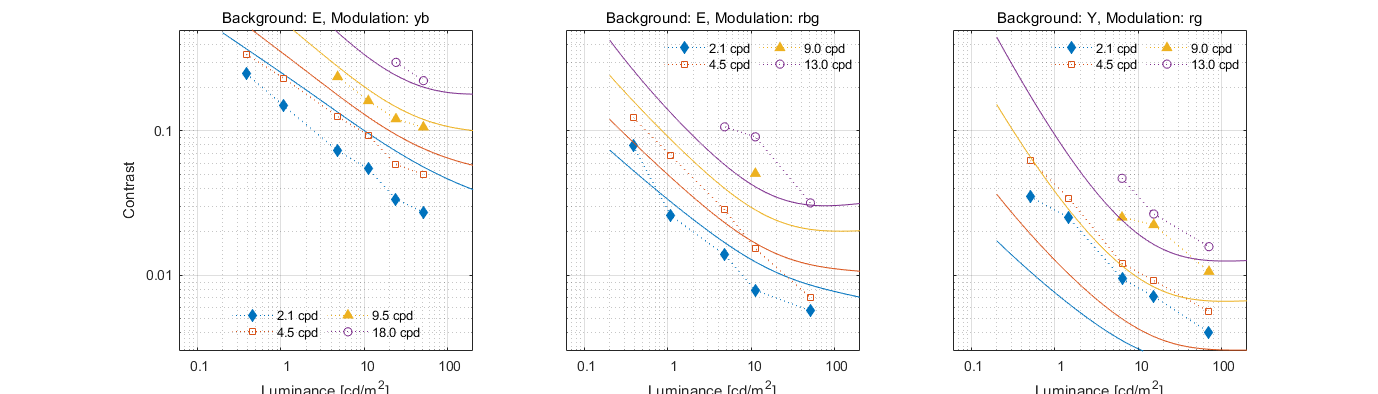 Background: E, Modulation: yb
Contrast
0.1
0.01
2.1 cpd
9.5 cpd
4.5 cpd
18.0 cpd
0.1
1
10
100
Luminance [cd/m²]
Background: E, Modulation: rbg
2.1 cpd
9.0 cpd
4.5 cpd
13.0 cpd
0.1
1
10
100
Luminance [cd/m²]
Background: Y, Modulation: rg
2.1 cpd
9.0 cpd
4.5 cpd
13.0 cpd
0.1
1
10
100
Luminance [cd/m²]